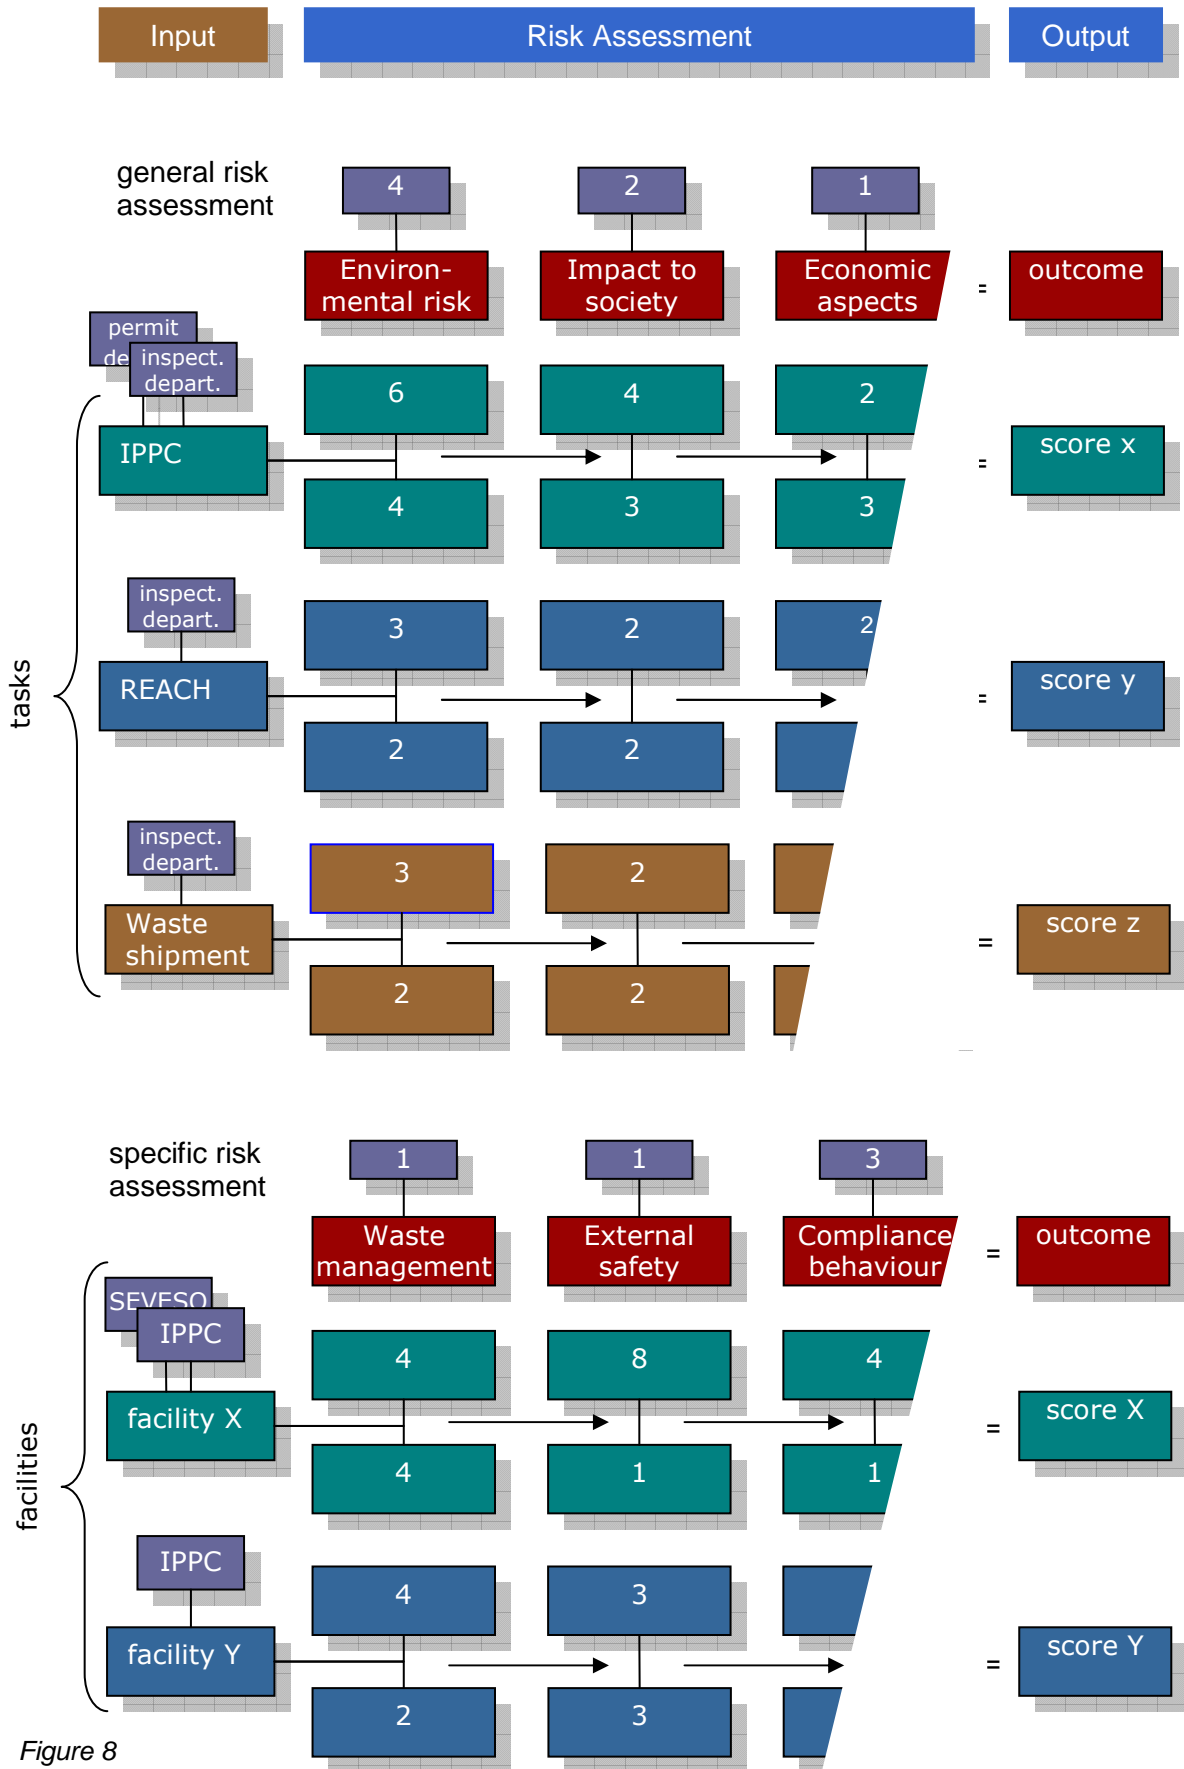 Input
Risk Assessment
Output
general risk
assessment
4
2
1
Environ-
mental risk
Impact to
society
Economic
aspects
=
outcome
permit
de
inspect.
depart.
6
4
2
IPPC
=
score x
4
3
3
inspect.
depart.
3
2
2
tasks
REACH
=
score y
2
2
inspect.
depart.
3
2
Waste
shipment
=
score z
2
2
specific risk
assessment
1
1
3
Waste
management
External
safety
Compliance
behaviour
=
outcome
SEVESO
IPPC
4
8
4
facility X
=
score X
4
1
1
facilities
IPPC
4
3
facility Y
=
score Y
2
3
Figure 8